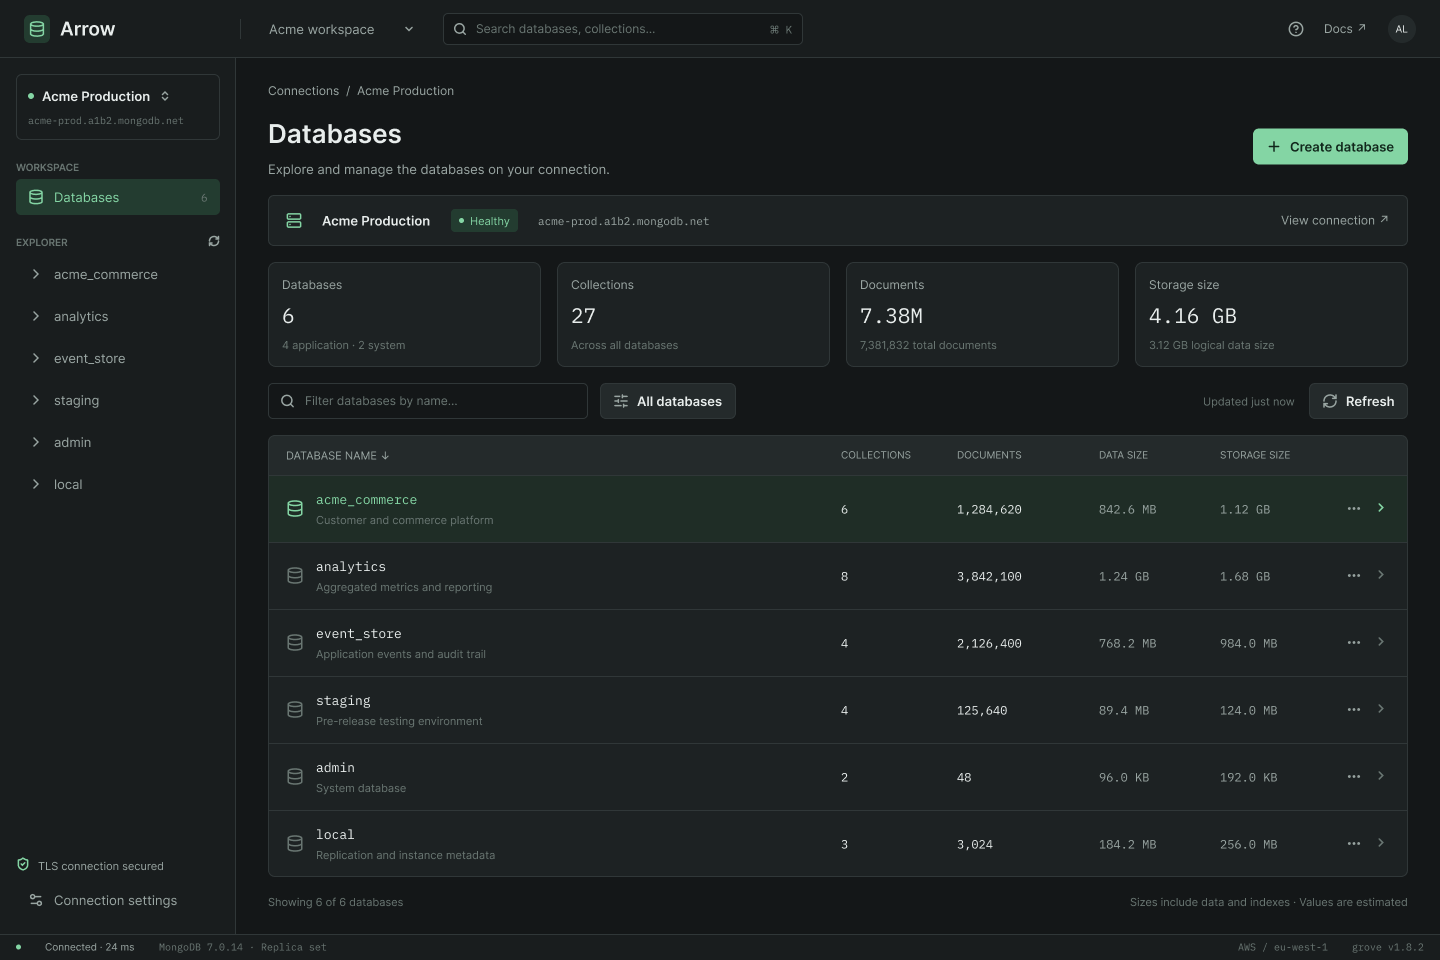 Arrow
Acme workspace
Search databases, collections...
⌘ K
Docs ↗
AL
Acme Production
acme-prod.a1b2.mongodb.net
WORKSPACE
Databases 6
EXPLORER
acme_commerce
analytics
event_store
staging
admin
local
TLS connection secured
Connection settings
Connections / Acme Production
Databases
Explore and manage the databases on your connection.
+ Create database
Acme Production
Healthy
acme-prod.a1b2.mongodb.net
View connection ↗
Databases
6
4 application · 2 system
Collections
27
Across all databases
Documents
7.38M
7,381,832 total documents
Storage size
4.16 GB
3.12 GB logical data size
Filter databases by name...
All databases
Updated just now
Refresh
DATABASE NAME ↓ COLLECTIONS DOCUMENTS DATA SIZE STORAGE SIZE
acme_commerce 6 1,284,620 842.6 MB 1.12 GB
Customer and commerce platform
analytics 8 3,842,100 1.24 GB 1.68 GB
Aggregated metrics and reporting
event_store 4 2,126,400 768.2 MB 984.0 MB
Application events and audit trail
staging 4 125,640 89.4 MB 124.0 MB
Pre-release testing environment
admin 2 48 96.0 KB 192.0 KB
System database
local 3 3,024 184.2 MB 256.0 MB
Replication and instance metadata
Showing 6 of 6 databases
Sizes include data and indexes · Values are estimated
Connected · 24 ms
MongoDB 7.0.14 · Replica set
AWS / eu-west-1
grove v1.8.2